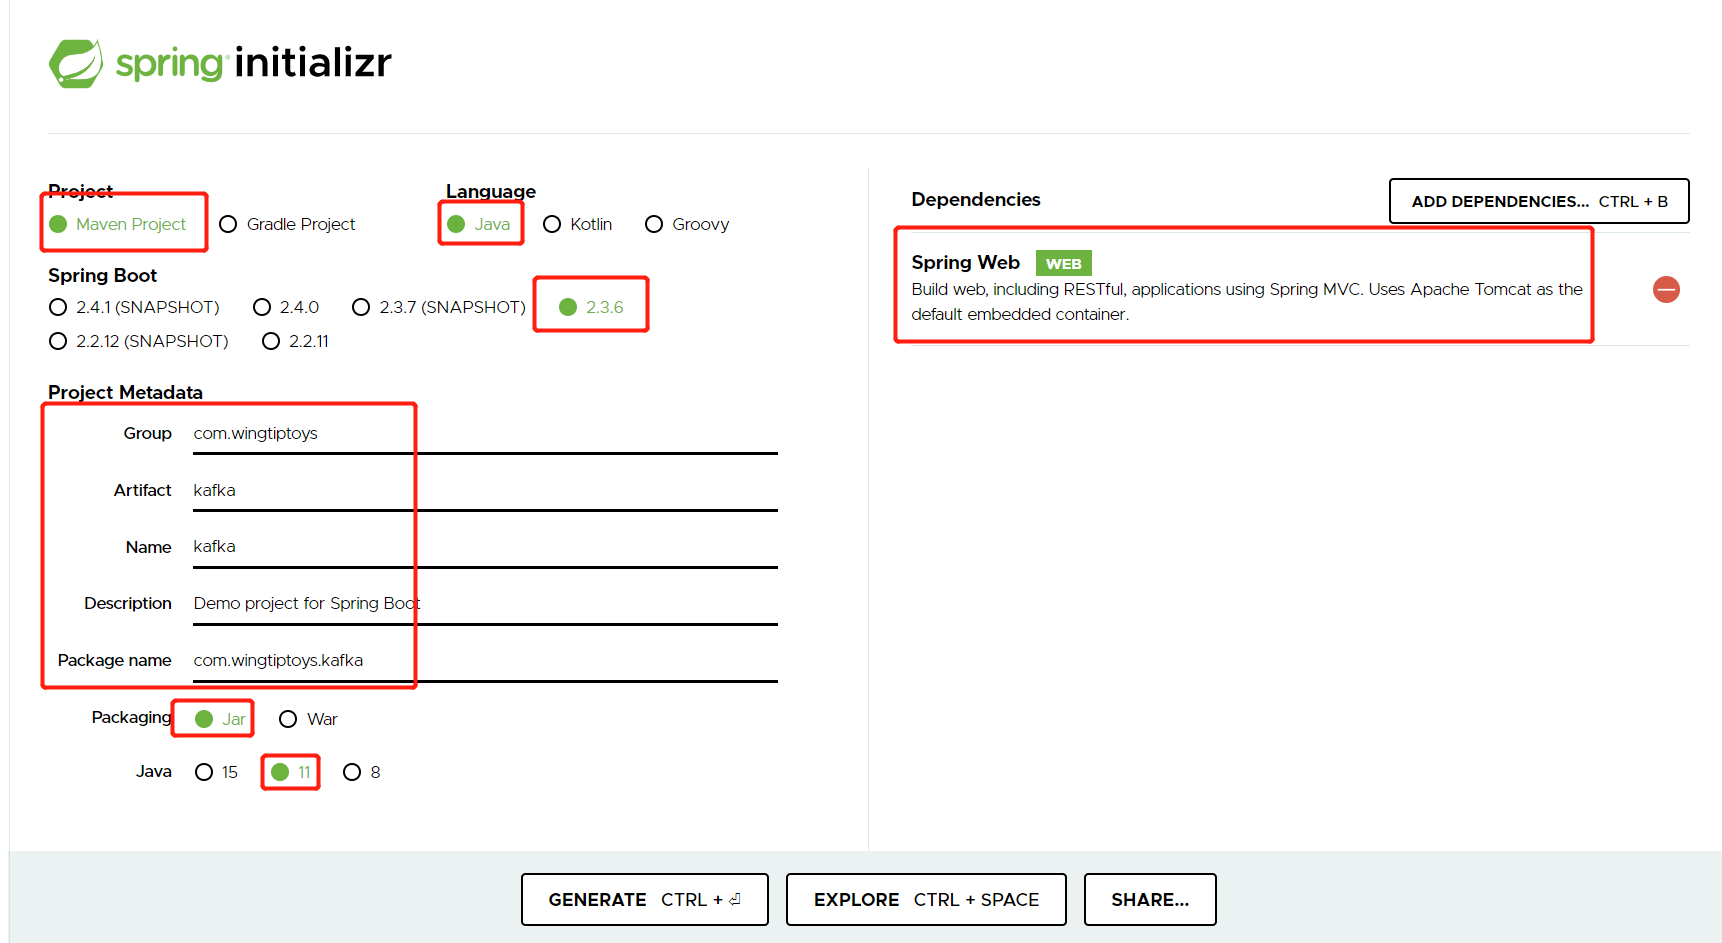 spring initializr
Project
Maven Project
Gradle Project
Language
Java
Kotlin
Groovy
Spring Boot
2.4.1 (SNAPSHOT)
2.4.0
2.3.7 (SNAPSHOT)
2.3.6
2.2.12 (SNAPSHOT)
2.2.11
Project Metadata
Group com.wingtiptoys
Artifact kafka
Name kafka
Description Demo project for Spring Boot
Package name com.wingtiptoys.kafka
Packaging Jar War
Java 15 11 8
Dependencies
ADD DEPENDENCIES... CTRL + B
Spring Web WEB
Build web, including RESTful, applications using Spring MVC. Uses Apache Tomcat as the
default embedded container.
GENERATE CTRL + ⏎
EXPLORE CTRL + SPACE
SHARE...